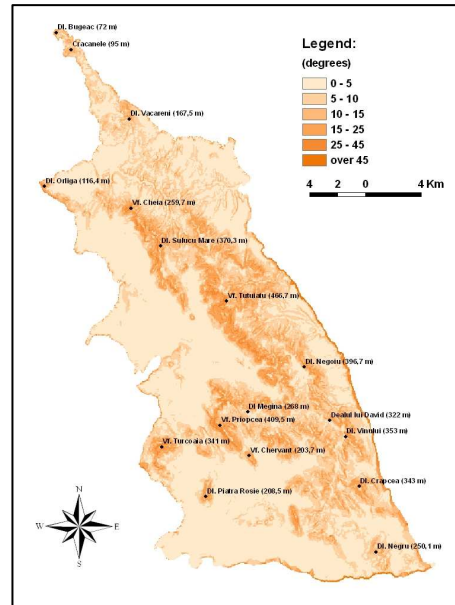 Dl. Bugeac (72 m)
Cracanele (95 m)
Legend:
(degrees)
0 - 5
5 - 10
10 - 15
15 - 25
25 - 45
over 45
Dl. Vacareni (167,5 m)
Dl. Orliga (116,4 m)
4 2 0 4 Km
Vf. Cheia (259,7 m)
Dl. Sulucu Mare (370,3 m)
Vf. Tutuiatu (466,7 m)
Dl. Negoiu (396,7 m)
Dl Megina (268 m)
Vf. Priopcea (409,5 m)
Dealul lui David (322 m)
Dl. Vinului (353 m)
Vf. Turcoaia (341 m)
Vf. Chervant (203,7 m)
Dl. Crapcea (343 m)
Dl. Piatra Rosie (208,5 m)
N
W E
S
Dl. Negru (250,1 m)